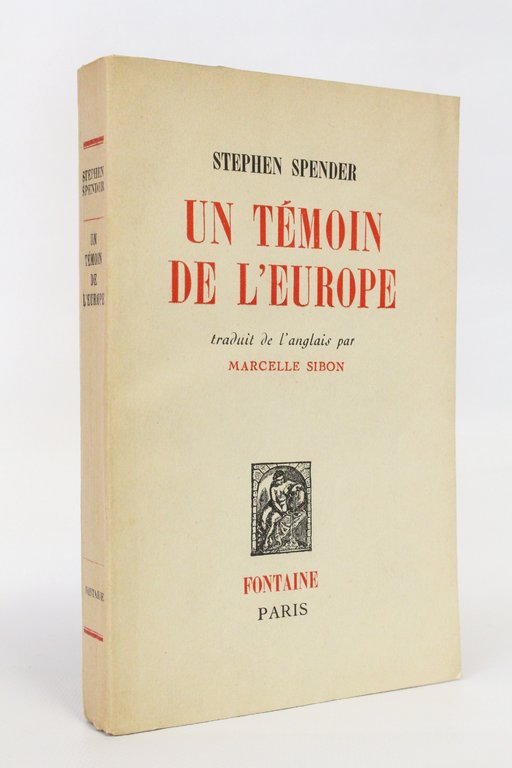 STEPHEN SPENDER
UN TÉMOIN
DE L'EUROPE
traduit de l'anglais par
MARCELLE SIBON
FONTAINE
PARIS
STEPHEN
SPENDER
UN
TÉMOIN
DE
L'EUROPE
FONTAINE